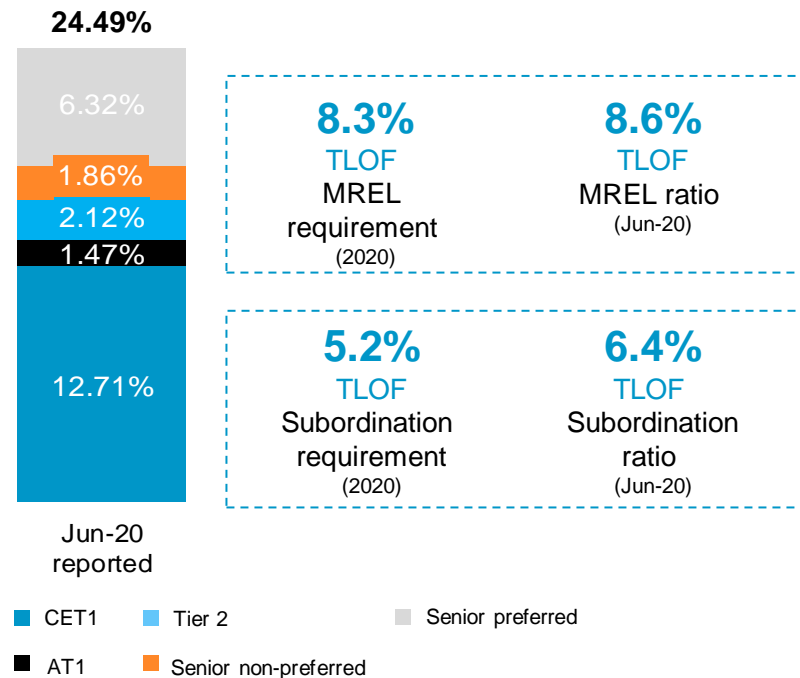 24.49%
6.32%
1.86%
2.12%
1.47%
12.71%
Jun-20
reported
8.3%
TLOF
MREL
requirement
(2020)
8.6%
TLOF
MREL ratio
(Jun-20)
5.2%
TLOF
Subordination
requirement
(2020)
6.4%
TLOF
Subordination
ratio
(Jun-20)
CET1
Tier 2
Senior preferred
AT1
Senior non-preferred